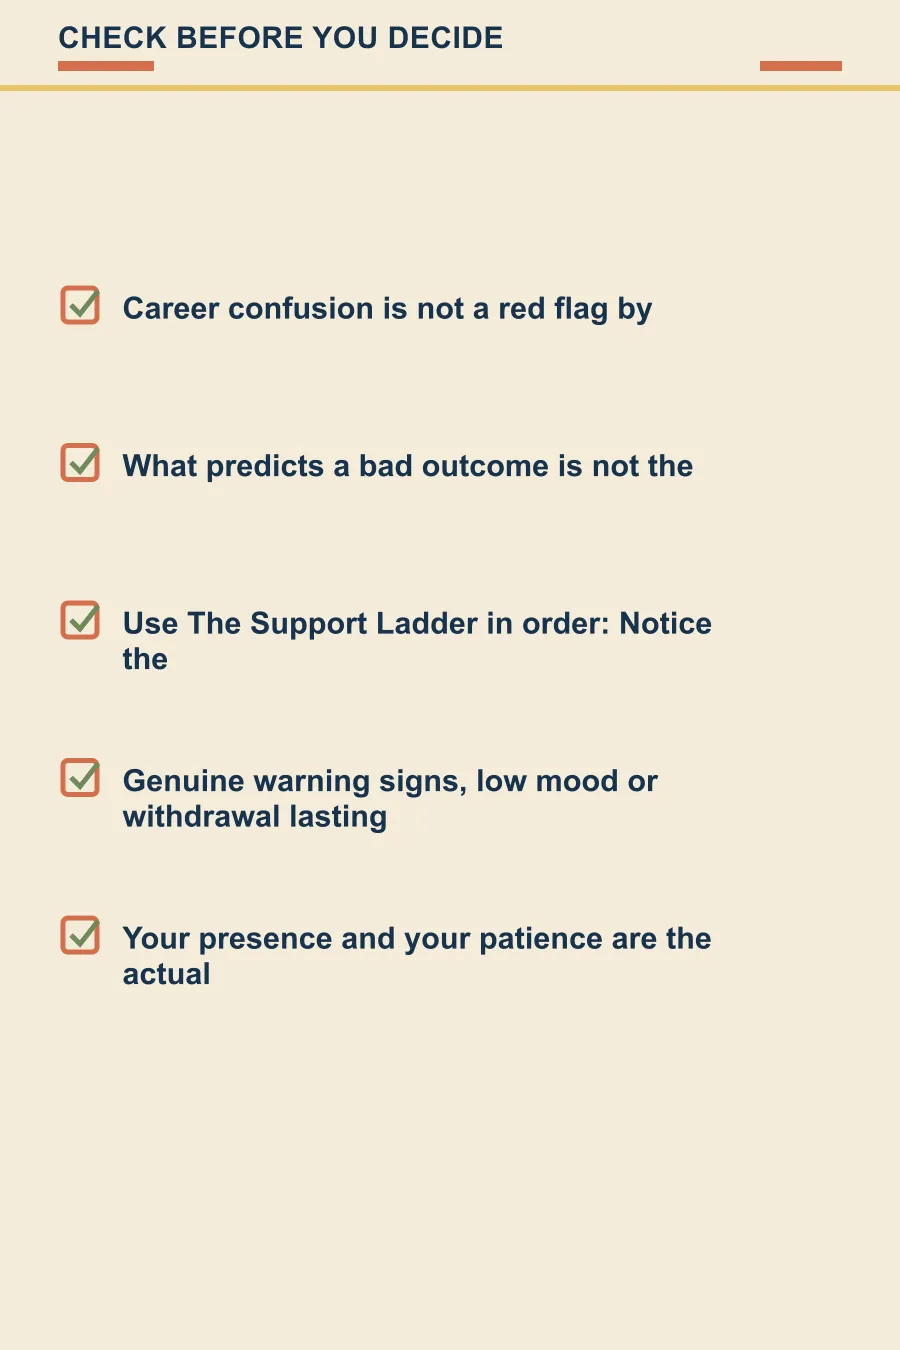 CHECK BEFORE YOU DECIDE
Career confusion is not a red flag by
What predicts a bad outcome is not the
Use The Support Ladder in order: Notice
the
Genuine warning signs, low mood or
withdrawal lasting
Your presence and your patience are the
actual